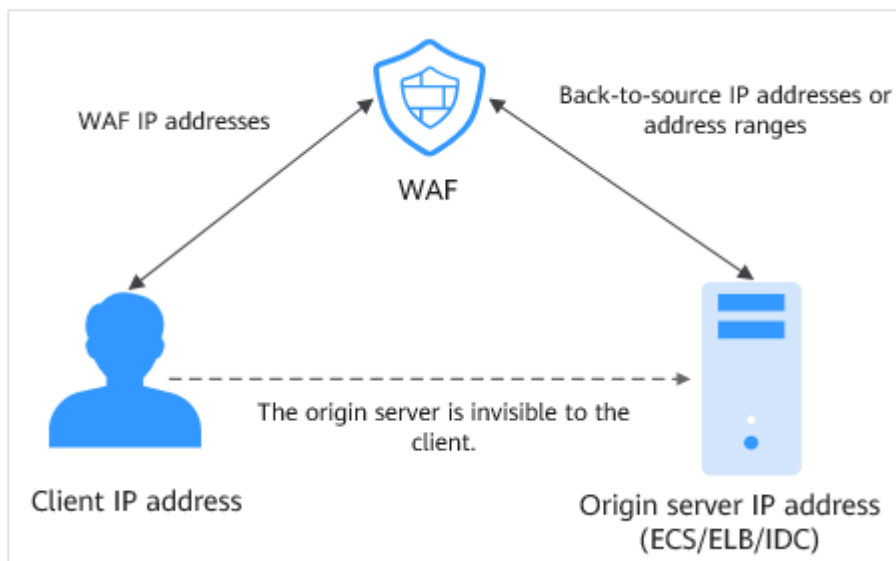 WAF IP addresses
Back-to-source IP addresses or
address ranges
WAF
The origin server is invisible to the
client.
Client IP address
Origin server IP address
(ECS/ELB/IDC)